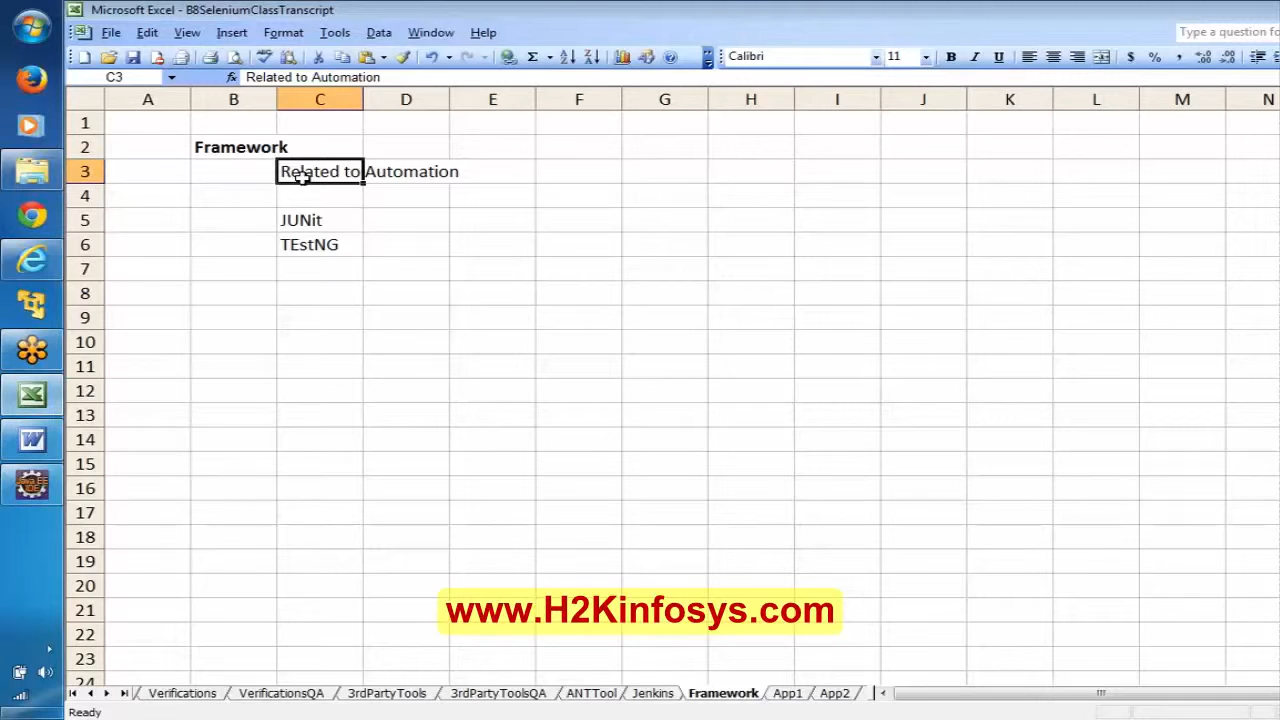 Microsoft Excel - B8SeleniumClassTranscript
File Edit View Insert Format Tools Data Window Help Type a question fo
Calibri 11 B I U $ %
C3 fx Related to Automation
A B C D E F G H I J K L M N
1
2 Framework
3 Related to Automation
4
5 JUNit
6 TEstNG
7
8
9
10
11
12
13
14
15
16
17
18
19
20
21
www.H2Kinfosys.com
22
23
24
Verifications VerificationsQA 3rdPartyTools 3rdPartyToolsQA ANTTool Jenkins Framework App1 App2
Ready